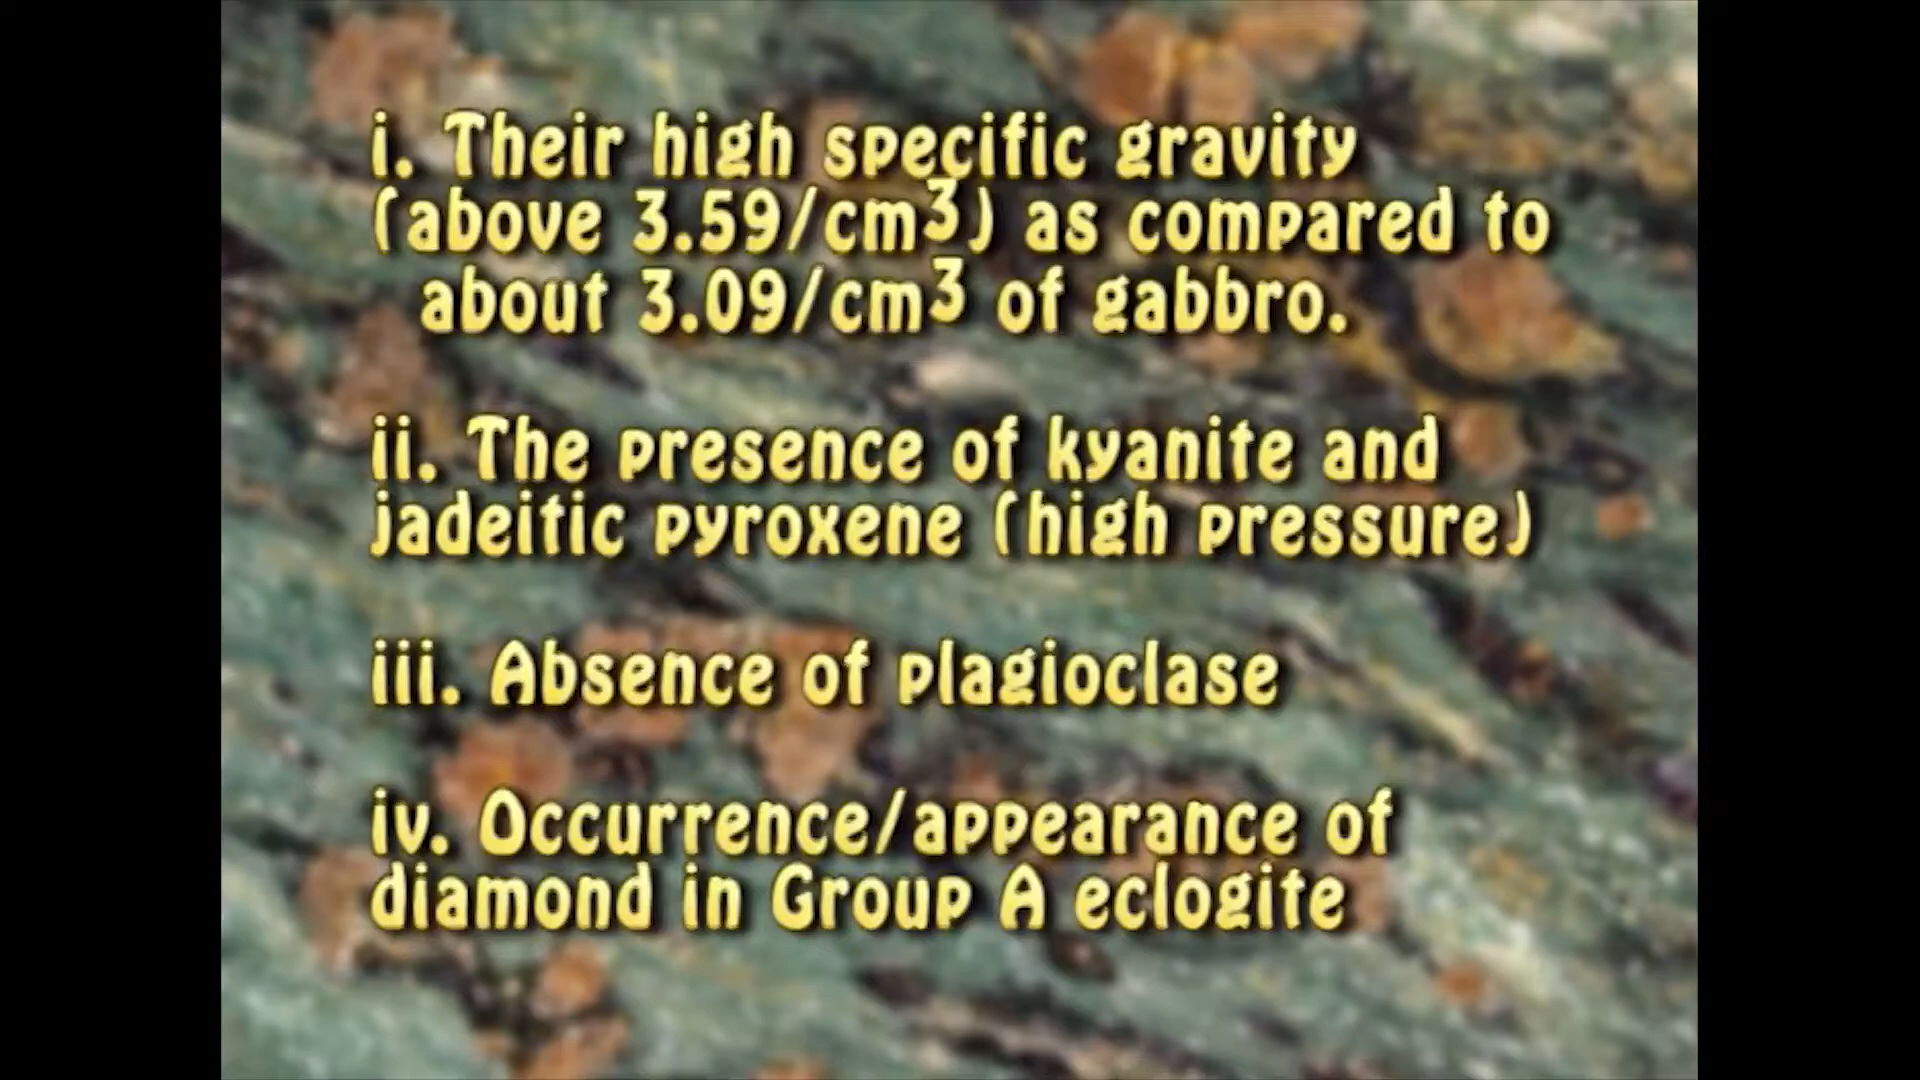 i. Their high specific gravity
(above 3.59/cm3) as compared to
about 3.09/cm3 of gabbro.
ii. The presence of kyanite and
jadeitic pyroxene (high pressure)
iii. Absence of plagioclase
iv. Occurrence/appearance of
diamond in Group A eclogite